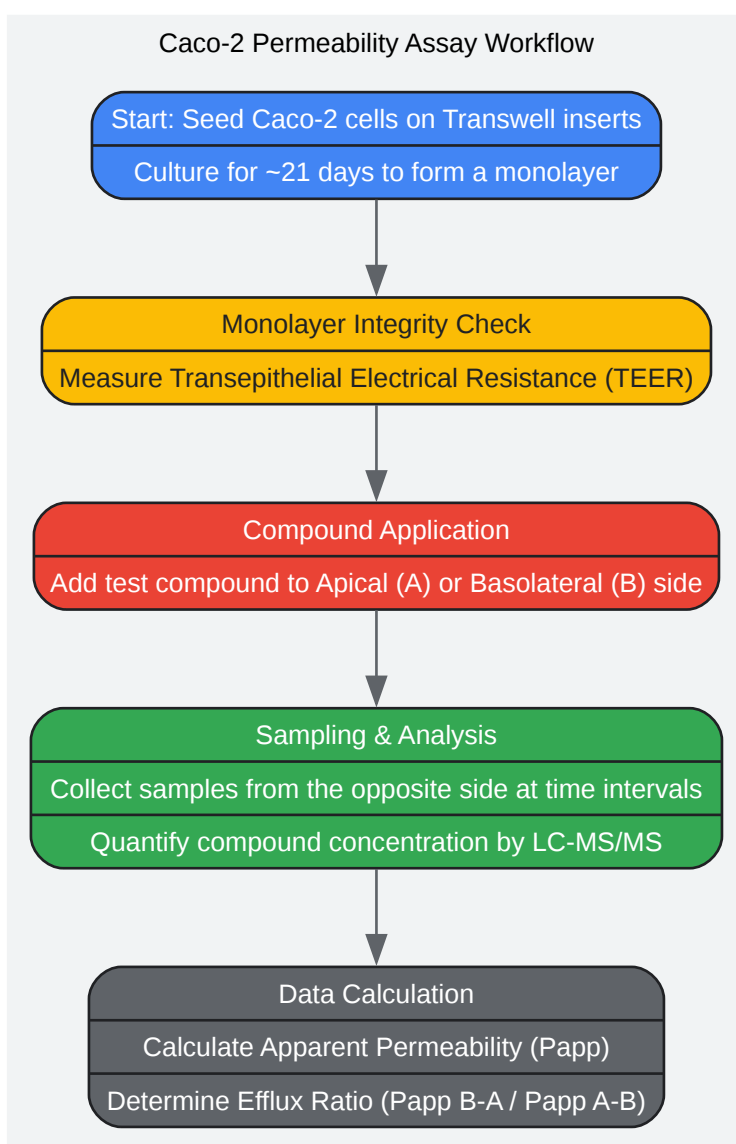 Caco-2 Permeability Assay Workflow
Start: Seed Caco-2 cells on Transwell inserts
Culture for ~21 days to form a monolayer
Monolayer Integrity Check
Measure Transepithelial Electrical Resistance (TEER)
Compound Application
Add test compound to Apical (A) or Basolateral (B) side
Sampling & Analysis
Collect samples from the opposite side at time intervals
Quantify compound concentration by LC-MS/MS
Data Calculation
Calculate Apparent Permeability (Papp)
Determine Efflux Ratio (Papp B-A / Papp A-B)